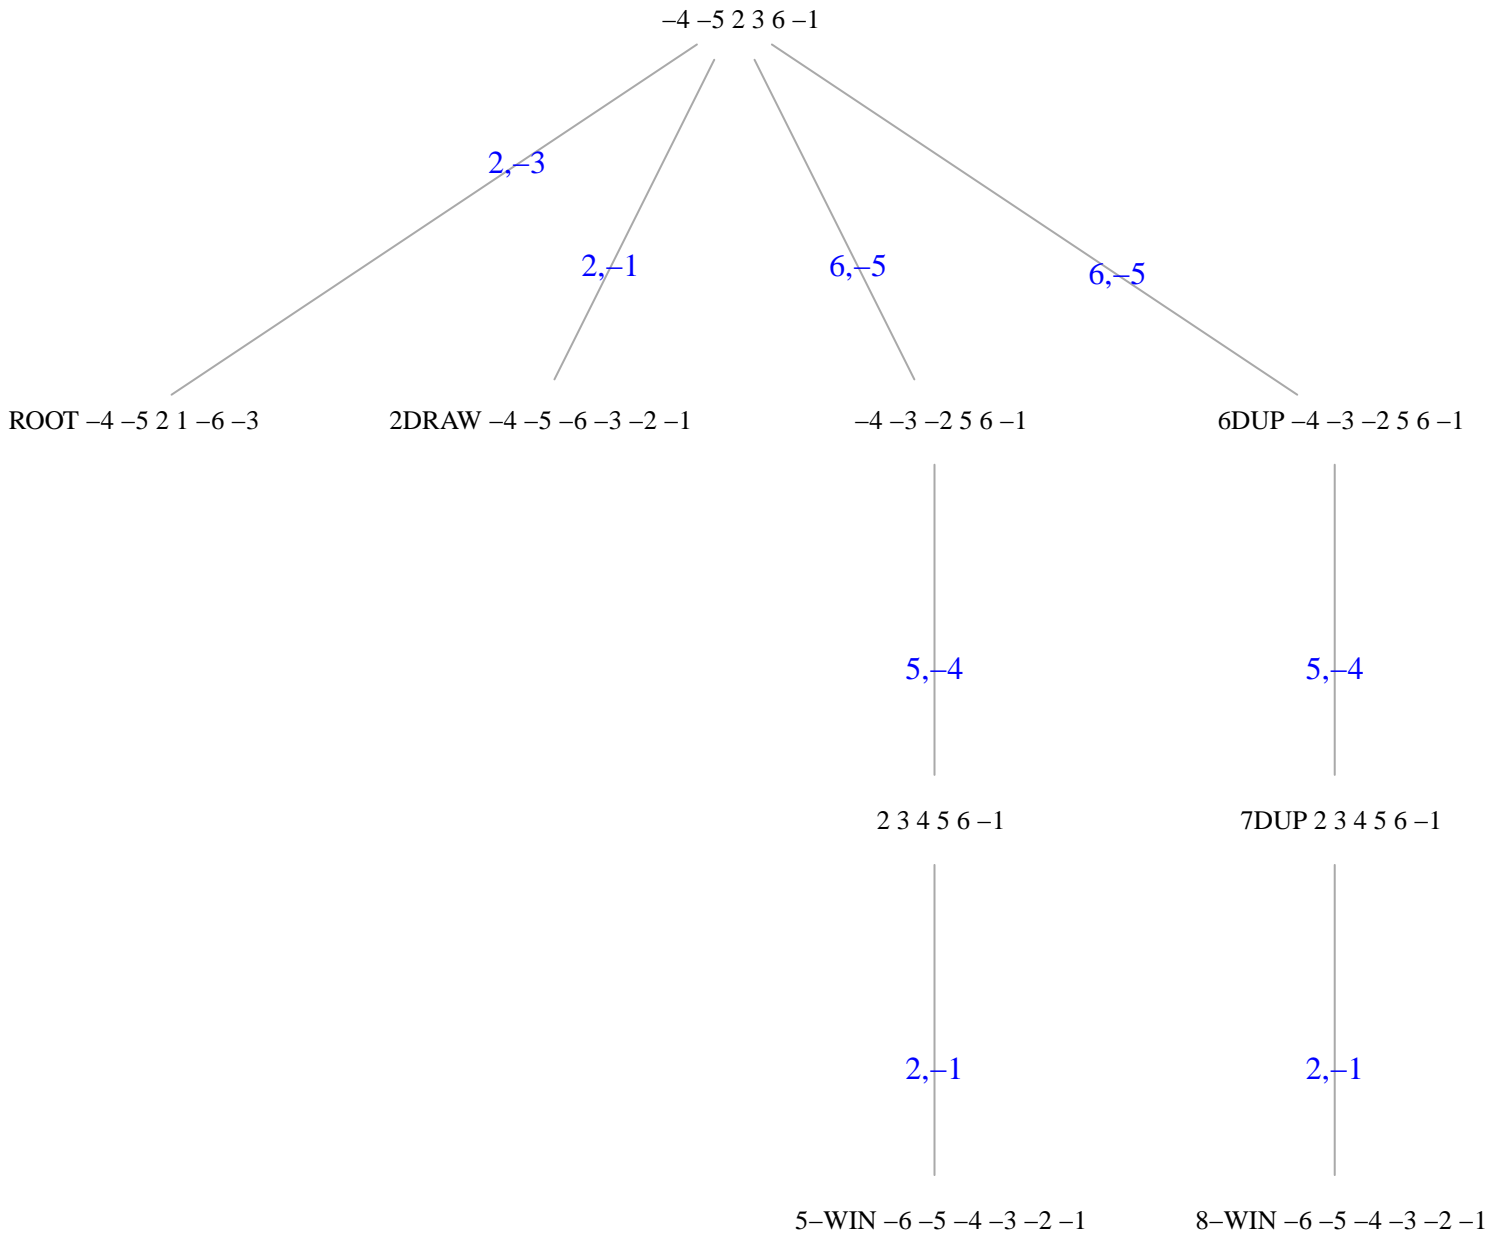 –4 –5 2 3 6 –1
2,–3
2,–1
6,–5
6,–5
ROOT –4 –5 2 1 –6 –3
2DRAW –4 –5 –6 –3 –2 –1
–4 –3 –2 5 6 –1
6DUP –4 –3 –2 5 6 –1
5,–4
5,–4
2 3 4 5 6 –1
7DUP 2 3 4 5 6 –1
2,–1
2,–1
5–WIN –6 –5 –4 –3 –2 –1
8–WIN –6 –5 –4 –3 –2 –1